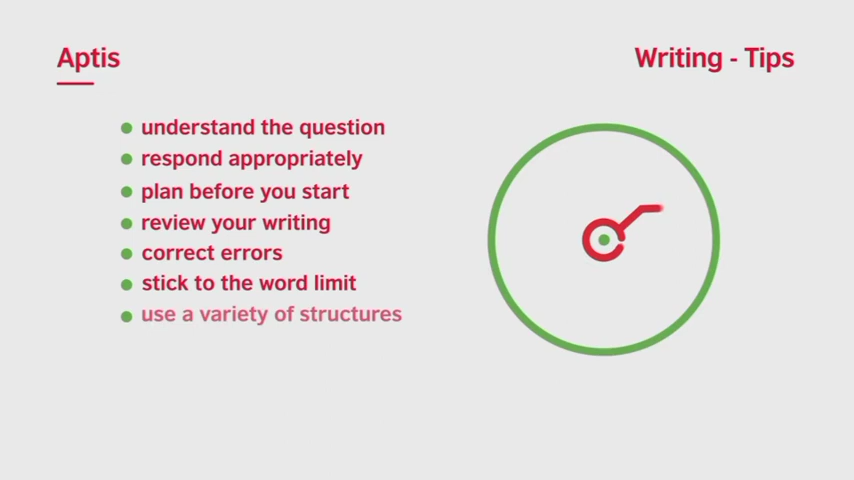 Aptis
Writing - Tips
understand the question
respond appropriately
plan before you start
review your writing
correct errors
stick to the word limit
use a variety of structures